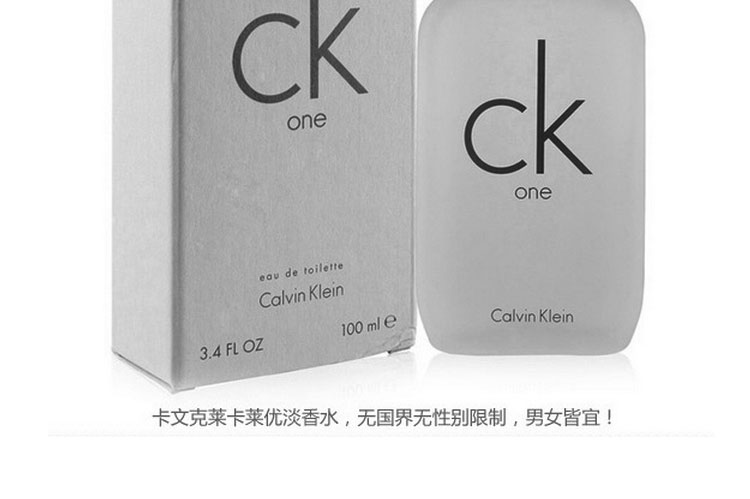 ck
one
eau de toilette
Calvin Klein
3.4 FL OZ
100 ml ℮
ck
one
Calvin Klein
卡文克莱卡莱优淡香水，无国界无性别限制，男女皆宜！